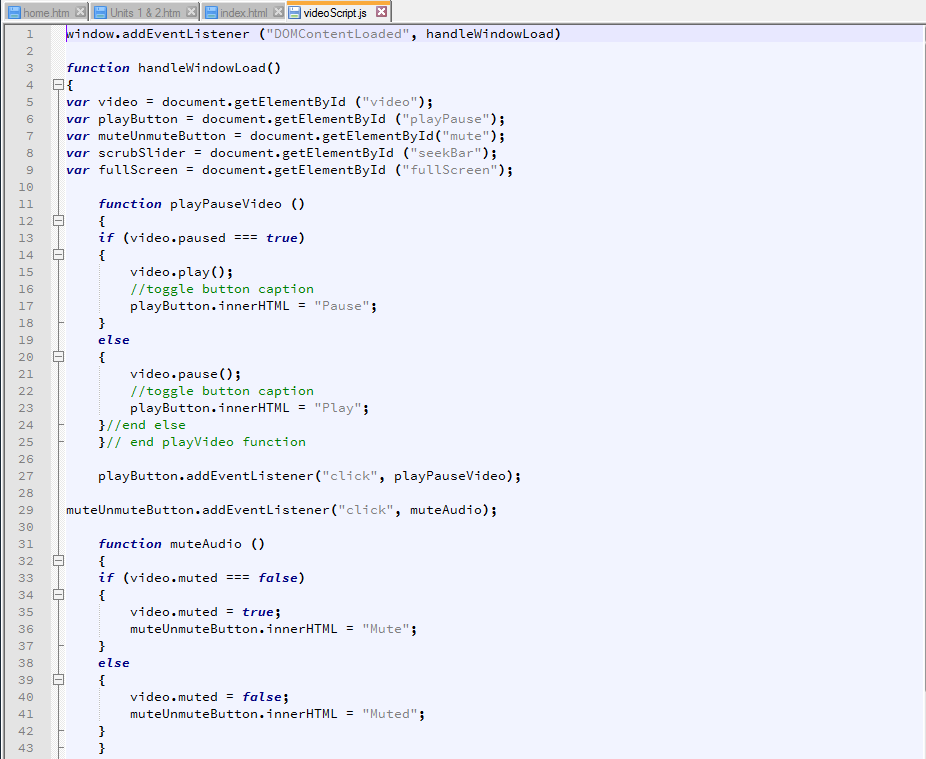 home.htm Units 1 & 2.htm index.html videoScript.js
1 window.addEventListener ("DOMContentLoaded", handleWindowLoad)
2
3 function handleWindowLoad()
4 {
5 var video = document.getElementById ("video");
6 var playButton = document.getElementById ("playPause");
7 var muteUnmuteButton = document.getElementById("mute");
8 var scrubSlider = document.getElementById ("seekBar");
9 var fullScreen = document.getElementById ("fullScreen");
10
11 function playPauseVideo ()
12 {
13 if (video.paused === true)
14 {
15 video.play();
16 //toggle button caption
17 playButton.innerHTML = "Pause";
18 }
19 else
20 {
21 video.pause();
22 //toggle button caption
23 playButton.innerHTML = "Play";
24 }//end else
25 }// end playVideo function
26
27 playButton.addEventListener("click", playPauseVideo);
28
29 muteUnmuteButton.addEventListener("click", muteAudio);
30
31 function muteAudio ()
32 {
33 if (video.muted === false)
34 {
35 video.muted = true;
36 muteUnmuteButton.innerHTML = "Mute";
37 }
38 else
39 {
40 video.muted = false;
41 muteUnmuteButton.innerHTML = "Muted";
42 }
43 }